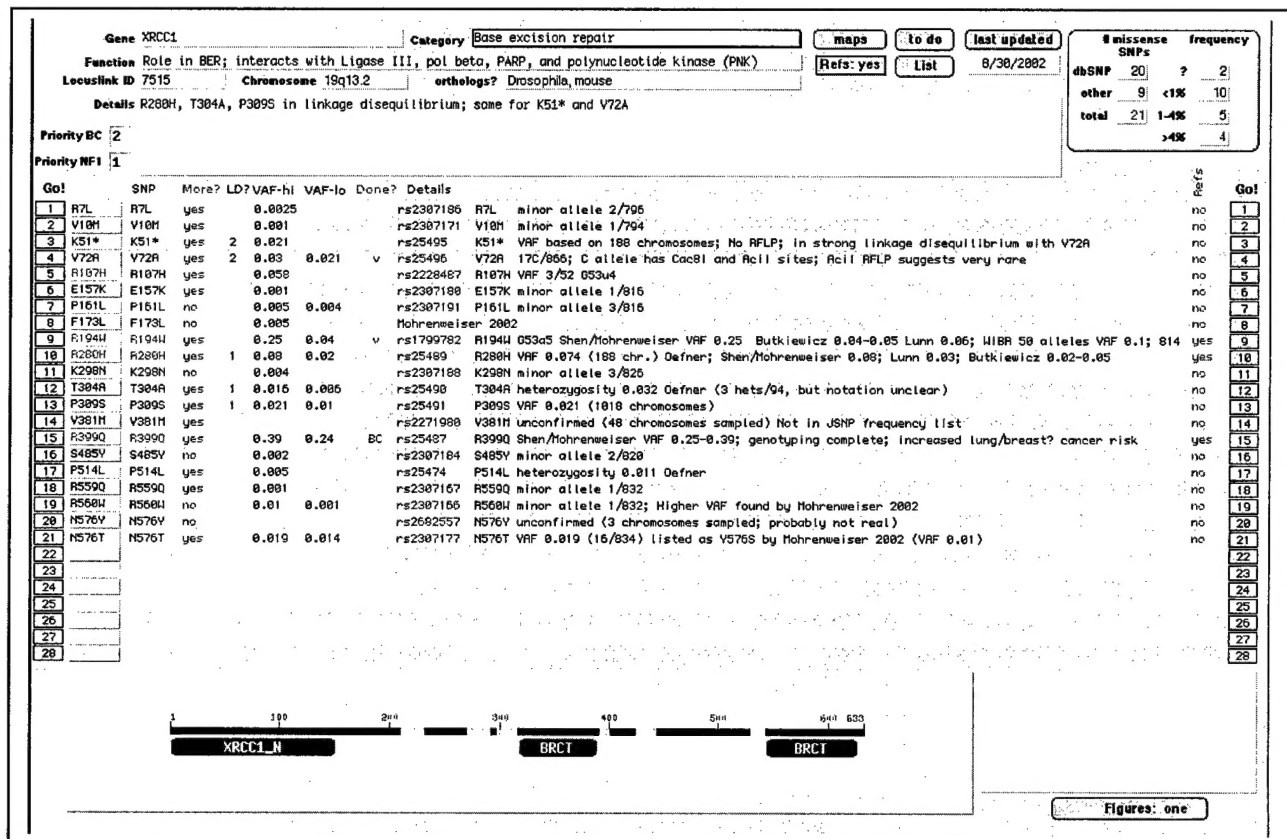 Gene XRCC1 Category Base excision repair maps to do last updated # missense SNPs frequency
Function Role in BER; interacts with Ligase III, pol beta, PARP, and polynucleotide kinase (PNK) Refs: yes List 8/30/2002 dbSNP 20 ? 2
Locuslink ID 7515 Chromosome 19q13.2 orthologs? Drosophila, mouse other 9 <1% 10
Details R280H, T304A, P309S in linkage disequilibrium; same for K51* and V72A total 21 1-4% 5
>4% 4
Priority BC 2
Priority NF1 1
Go! SNP More? LD? VAF-hi VAF-lo Done? Details Refs Go!
1 R7L R7L yes 0.0025 rs2307186 R7L minor allele 2/796 no 1
2 V10M V10M yes 0.001 rs2307171 V10M minor allele 1/794 no 2
3 K51* K51* yes 2 0.021 rs25495 K51* VAF based on 188 chromosomes; No RFLP; in strong linkage disequilibrium with V72A no 3
4 V72A V72A yes 2 0.03 0.021 v rs25496 V72A 17C/866; C allele has Cac8I and AciI sites; AciI RFLP suggests very rare no 4
5 R107H R107H yes 0.058 rs2228487 R107H VAF 3/52 G53u4 no 5
6 E157K E157K yes 0.001 rs2307180 E157K minor allele 1/816 no 6
7 P161L P161L no 0.005 0.004 rs2307191 P161L minor allele 3/816 no 7
8 F173L F173L no 0.005 Mohrenweiser 2002 no 8
9 R194W R194W yes 0.25 0.04 v rs1799782 R194W G53a5 Shen/Mohrenweiser VAF 0.25 Butkiewicz 0.04-0.05 Lunn 0.06; WIBR 50 alleles VAF 0.1; 814 yes 9
10 R280H R280H yes 1 0.08 0.02 rs25489 R280H VAF 0.074 (188 chr.) Oefner; Shen/Mohrenweiser 0.08; Lunn 0.03; Butkiewicz 0.02-0.05 yes 10
11 K298N K298N no 0.004 rs2307188 K298N minor allele 3/826 no 11
12 T304A T304A yes 1 0.016 0.006 rs25490 T304A heterozygosity 0.032 Oefner (3 hets/94, but notation unclear) no 12
13 P309S P309S yes 1 0.021 0.01 rs25491 P309S VAF 0.021 (1018 chromosomes) no 13
14 V381M V381M yes rs2271980 V381M unconfirmed (48 chromosomes sampled) Not in JSNP frequency list no 14
15 R399Q R399Q yes 0.39 0.24 BC rs25487 R399Q Shen/Mohrenweiser VAF 0.25-0.39; genotyping complete; increased lung/breast? cancer risk yes 15
16 S485Y S485Y no 0.002 rs2307184 S485Y minor allele 2/820 no 16
17 P514L P514L yes 0.005 rs25474 P514L heterozygosity 0.011 Oefner no 17
18 R559Q R559Q yes 0.001 rs2307167 R559Q minor allele 1/832 no 18
19 R560W R560W no 0.01 0.001 rs2307166 R560W minor allele 1/832; Higher VAF found by Mohrenweiser 2002 no 19
20 N576Y N576Y no rs2682557 N576Y unconfirmed (3 chromosomes sampled; probably not real) no 20
21 N576T N576T yes 0.019 0.014 rs2307177 N576T VAF 0.019 (16/834) listed as Y576S by Mohrenweiser 2002 (VAF 0.01) no 21
22 22
23 23
24 24
25 25
26 26
27 27
28 28
1 100 200 300 400 500 600 633
XRCC1_N BRCT BRCT
Figures: one